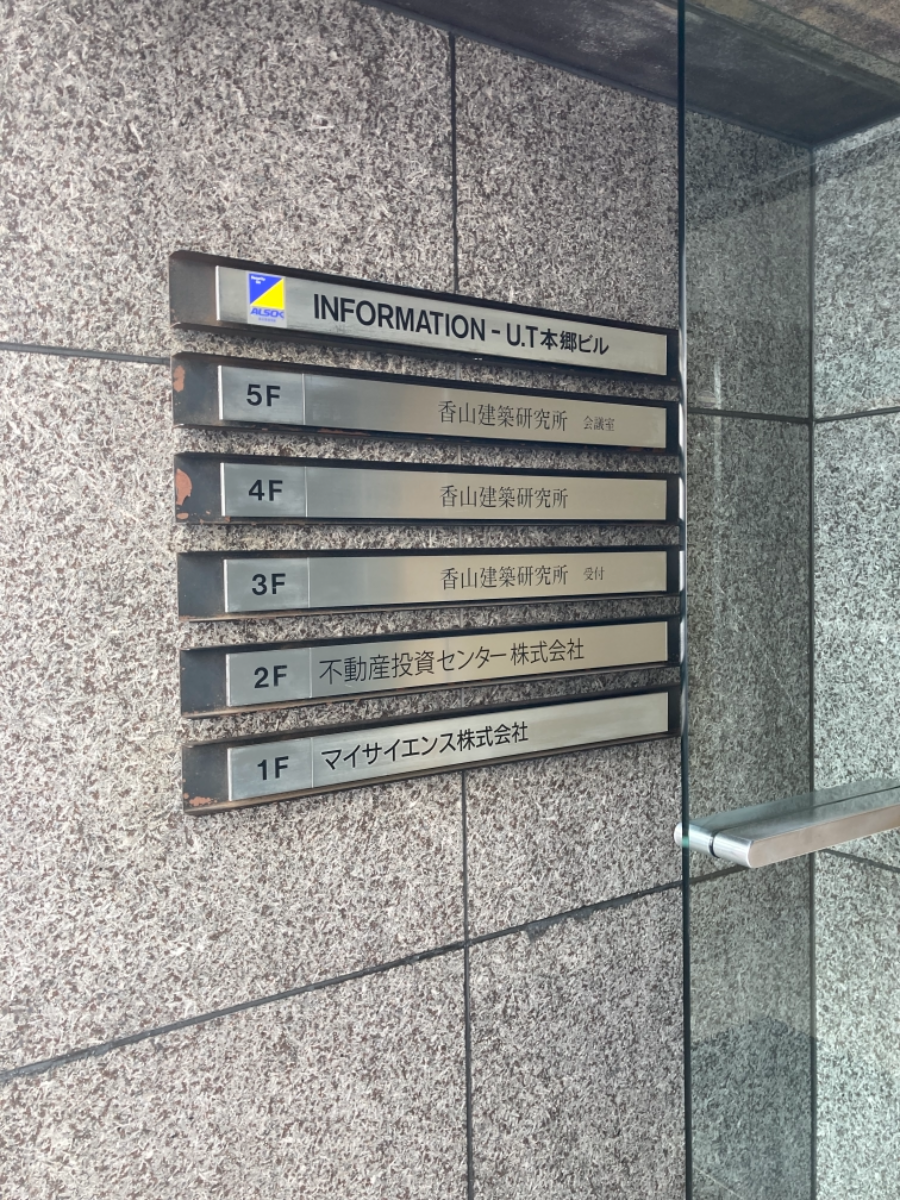 ALSOK
INFORMATION - U.T本郷ビル
5F 香山建築研究所 会議室
4F 香山建築研究所
3F 香山建築研究所 受付
2F 不動産投資センター 株式会社
1F マイサイエンス株式会社